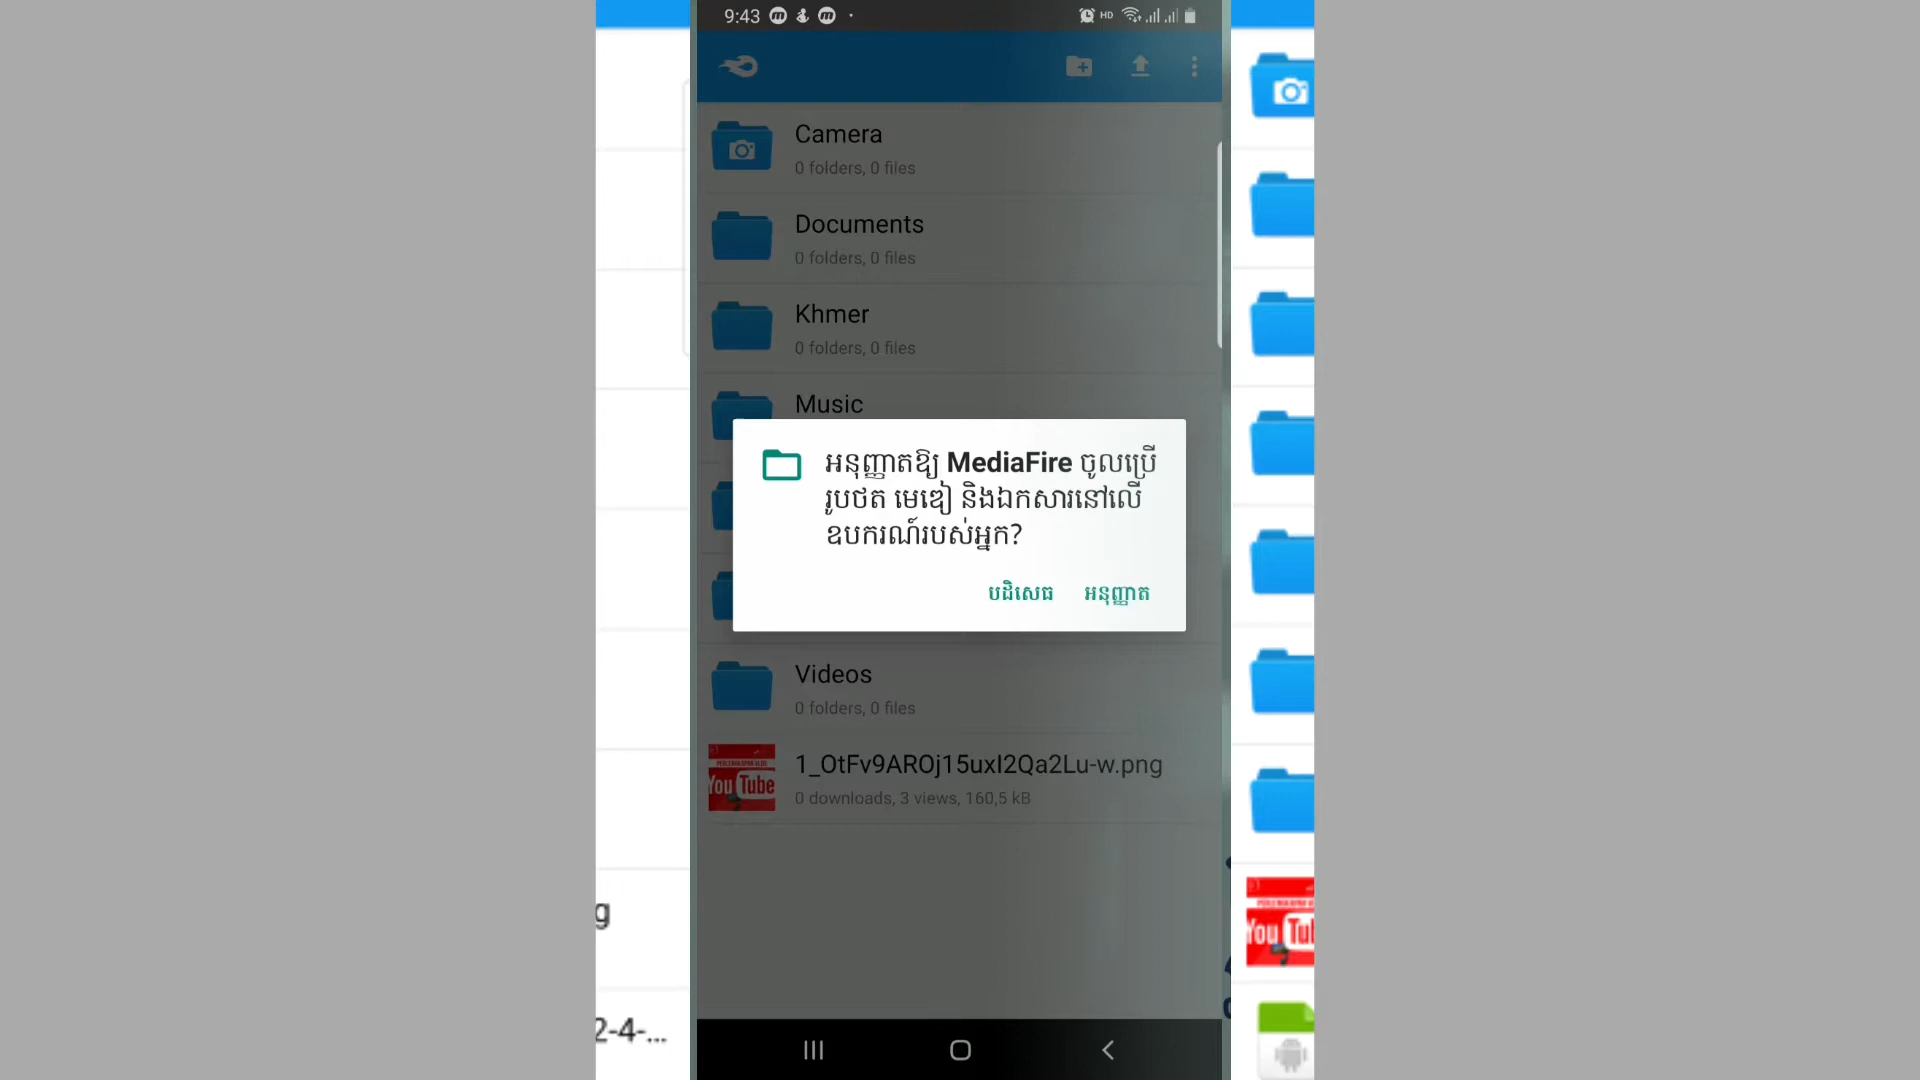 9:43
HD
Camera
0 folders, 0 files
Documents
0 folders, 0 files
Khmer
0 folders, 0 files
Music
អនុញ្ញាតឱ្យ MediaFire ចូលប្រើ
រូបថត មេឌៀ និងឯកសារនៅលើ
ឧបករណ៍របស់អ្នក?
បដិសេធ អនុញ្ញាត
Videos
0 folders, 0 files
1_OtFv9AROj15uxI2Qa2Lu-w.png
0 downloads, 3 views, 160,5 kB
You Tube
g
2-4-...
You Tu